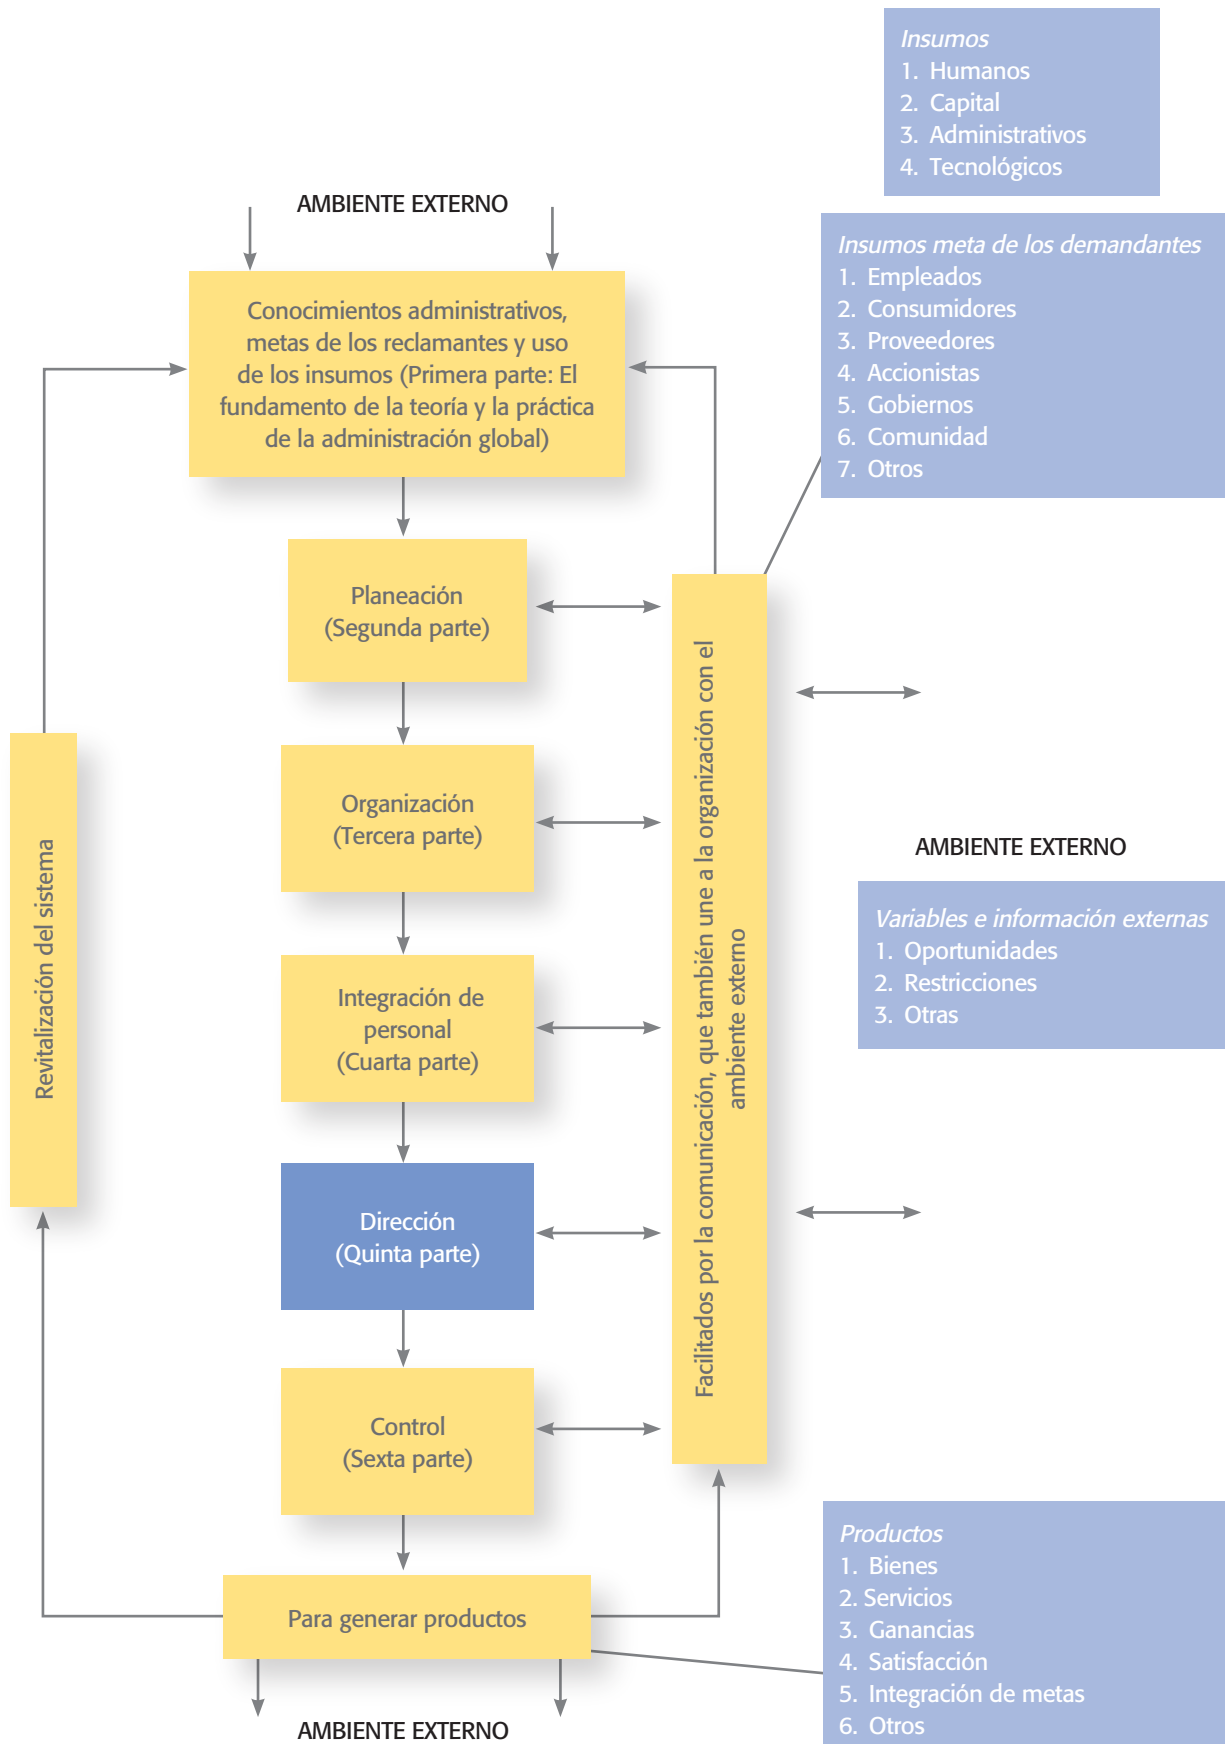 Insumos
1. Humanos
2. Capital
3. Administrativos
4. Tecnológicos
AMBIENTE EXTERNO
Insumos meta de los demandantes
1. Empleados
2. Consumidores
3. Proveedores
4. Accionistas
5. Gobiernos
6. Comunidad
7. Otros
Conocimientos administrativos,
metas de los reclamantes y uso
de los insumos (Primera parte: El
fundamento de la teoría y la práctica
de la administración global)
Planeación
(Segunda parte)
Organización
(Tercera parte)
Integración de
personal
(Cuarta parte)
Dirección
(Quinta parte)
Control
(Sexta parte)
Para generar productos
AMBIENTE EXTERNO
Revitalización del sistema
Facilitados por la comunicación, que también une a la organización con el
ambiente externo
AMBIENTE EXTERNO
Variables e información externas
1. Oportunidades
2. Restricciones
3. Otras
Productos
1. Bienes
2. Servicios
3. Ganancias
4. Satisfacción
5. Integración de metas
6. Otros